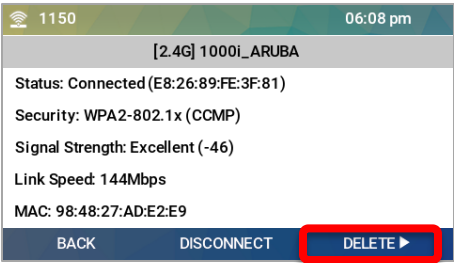 1150 06:08 pm
[2.4G] 1000i_ARUBA
Status: Connected (E8:26:89:FE:3F:81)
Security: WPA2-802.1x (CCMP)
Signal Strength: Excellent (-46)
Link Speed: 144Mbps
MAC: 98:48:27:AD:E2:E9
BACK DISCONNECT DELETE ▶